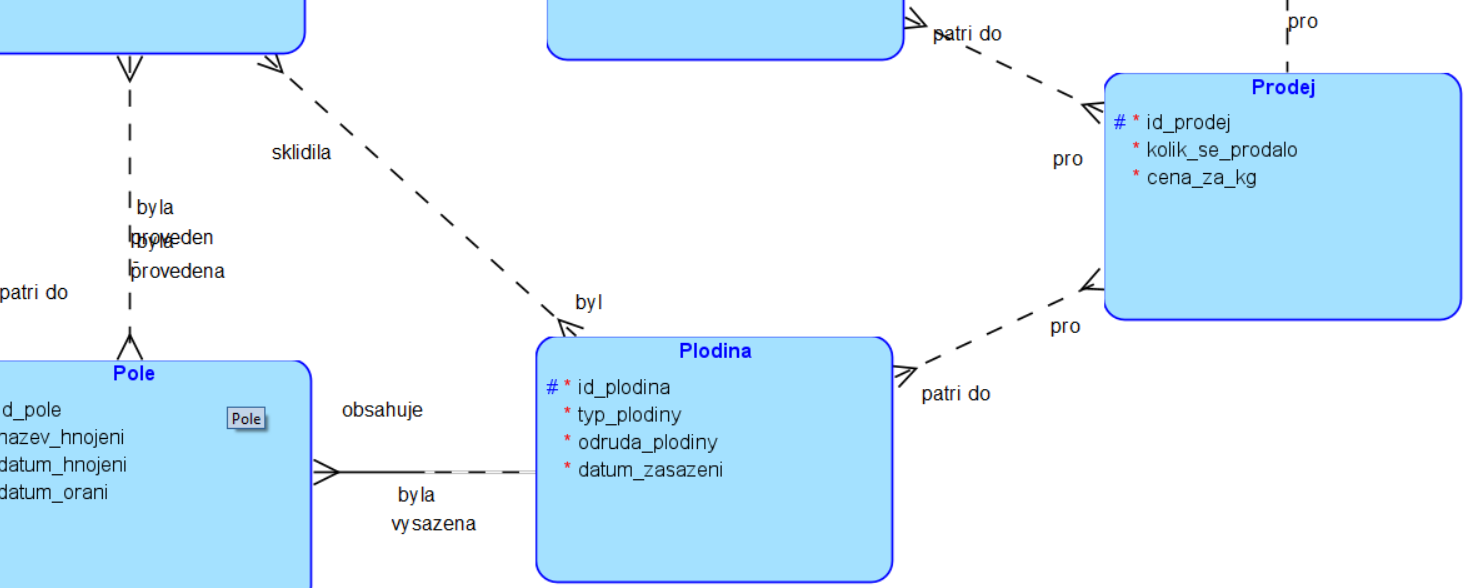 pro
patri do
Prodej
# * id_prodej
* kolik_se_prodalo
* cena_za_kg
pro
sklidila
byla
proveden
byla
provedena
patri do
byl
pro
Plodina
# * id_plodina
* typ_plodiny
* odruda_plodiny
* datum_zasazeni
patri do
Pole
d_pole
nazev_hnojeni
datum_hnojeni
datum_orani
Pole
obsahuje
byla
vysazena